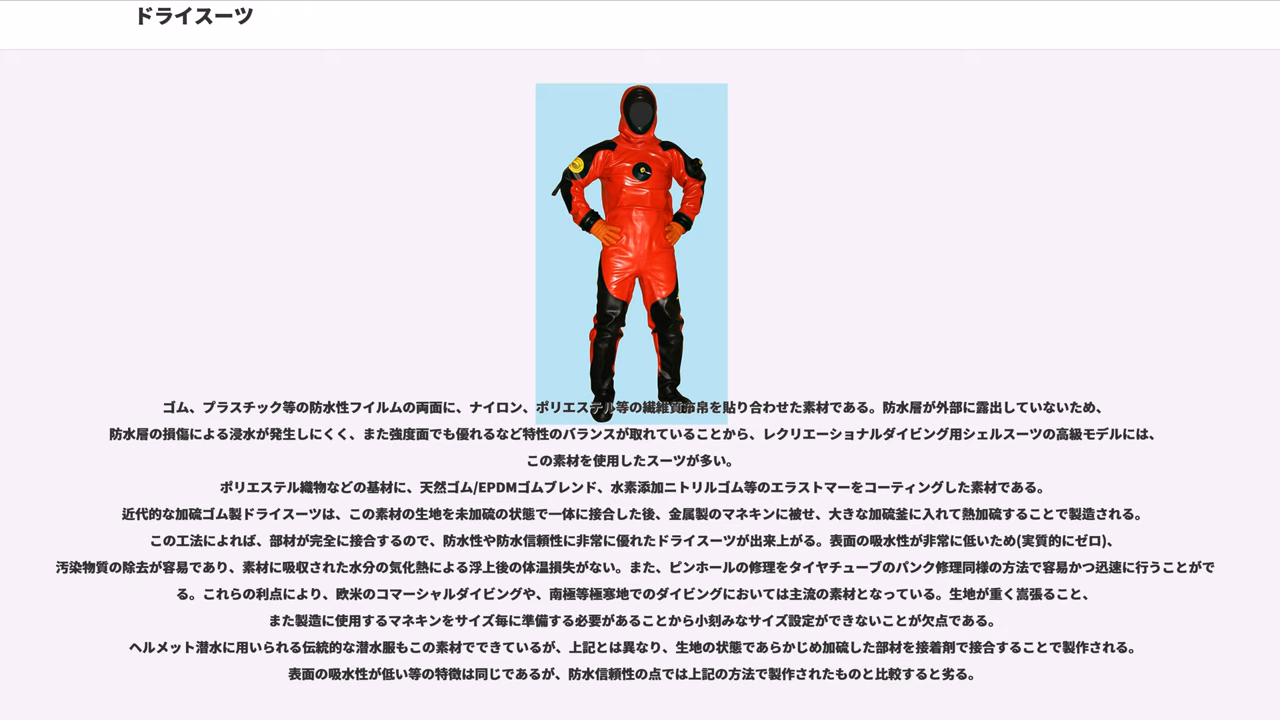 ドライスーツ
ゴム、プラスチック等の防水性フイルムの両面に、ナイロン、ポリエステル等の繊維質布帛を貼り合わせた素材である。防水層が外部に露出していないため、
防水層の損傷による浸水が発生しにくく、また強度面でも優れるなど特性のバランスが取れていることから、レクリエーショナルダイビング用シェルスーツの高級モデルには、
この素材を使用したスーツが多い。
ポリエステル織物などの基材に、天然ゴム/EPDMゴムブレンド、水素添加ニトリルゴム等のエラストマーをコーティングした素材である。
近代的な加硫ゴム製ドライスーツは、この素材の生地を未加硫の状態で一体に接合した後、金属製のマネキンに被せ、大きな加硫釜に入れて熱加硫することで製造される。
この工法によれば、部材が完全に接合するので、防水性や防水信頼性に非常に優れたドライスーツが出来上がる。表面の吸水性が非常に低いため(実質的にゼロ)、
汚染物質の除去が容易であり、素材に吸収された水分の気化熱による浮上後の体温損失がない。また、ピンホールの修理をタイヤチューブのパンク修理同様の方法で容易かつ迅速に行うことがで
る。これらの利点により、欧米のコマーシャルダイビングや、南極等極寒地でのダイビングにおいては主流の素材となっている。生地が重く嵩張ること、
また製造に使用するマネキンをサイズ毎に準備する必要があることから小刻みなサイズ設定ができないことが欠点である。
ヘルメット潜水に用いられる伝統的な潜水服もこの素材でできているが、上記とは異なり、生地の状態であらかじめ加硫した部材を接着剤で接合することで製作される。
表面の吸水性が低い等の特徴は同じであるが、防水信頼性の点では上記の方法で製作されたものと比較すると劣る。